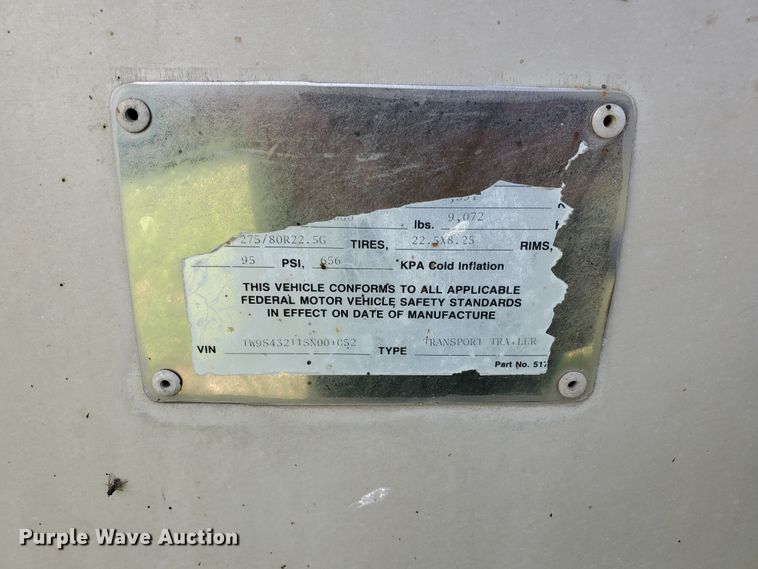 lbs. 9,072
275/80R22.5G TIRES, 22.5X8.25 RIMS,
95 PSI, 656 KPA Cold Inflation
THIS VEHICLE CONFORMS TO ALL APPLICABLE
FEDERAL MOTOR VEHICLE SAFETY STANDARDS
IN EFFECT ON DATE OF MANUFACTURE
VIN TYPE TRANSPORT TRAILER
Part No. 517
Purple Wave Auction